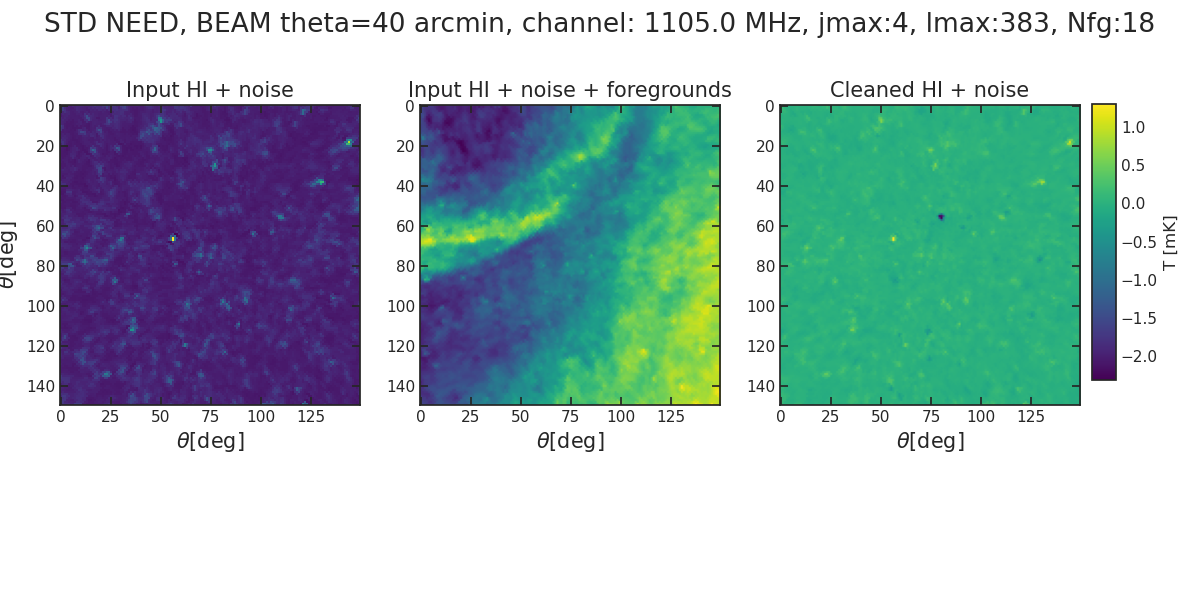 STD NEED, BEAM theta=40 arcmin, channel: 1105.0 MHz, jmax:4, lmax:383, Nfg:18
Input HI + noise
Input HI + noise + foregrounds
Cleaned HI + noise
0
20
40
60
80
100
120
140
θ[deg]
0 25 50 75 100 125
θ[deg]
0
20
40
60
80
100
120
140
0 25 50 75 100 125
θ[deg]
0
20
40
60
80
100
120
140
0 25 50 75 100 125
θ[deg]
1.0
0.5
0.0
−0.5
−1.0
−1.5
−2.0
T [mK]